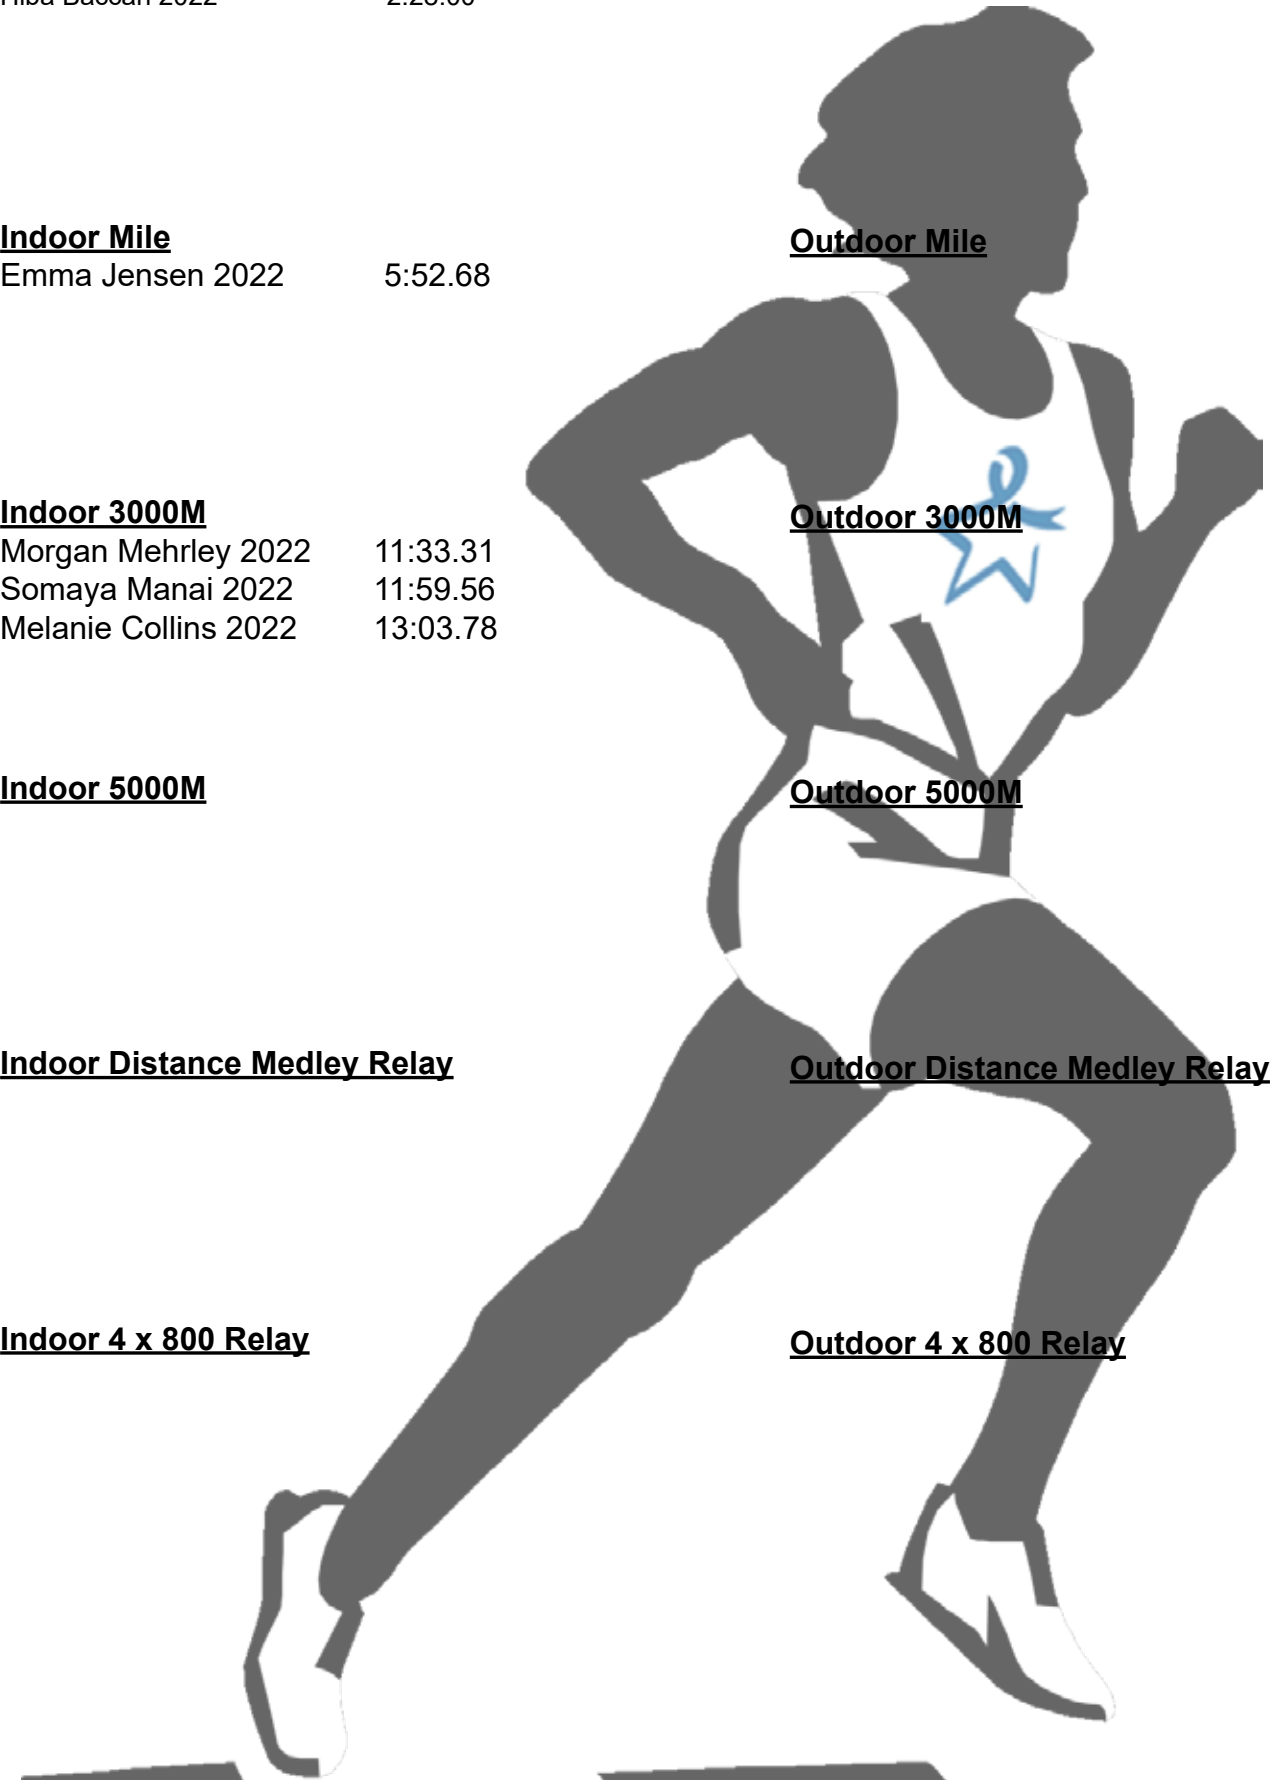 2022
Indoor Mile
Emma Jensen 2022 5:52.68
Outdoor Mile
Indoor 3000M
Morgan Mehrley 2022 11:33.31
Somaya Manai 2022 11:59.56
Melanie Collins 2022 13:03.78
Outdoor 3000M
Indoor 5000M
Outdoor 5000M
Indoor Distance Medley Relay
Outdoor Distance Medley Relay
Indoor 4 x 800 Relay
Outdoor 4 x 800 Relay